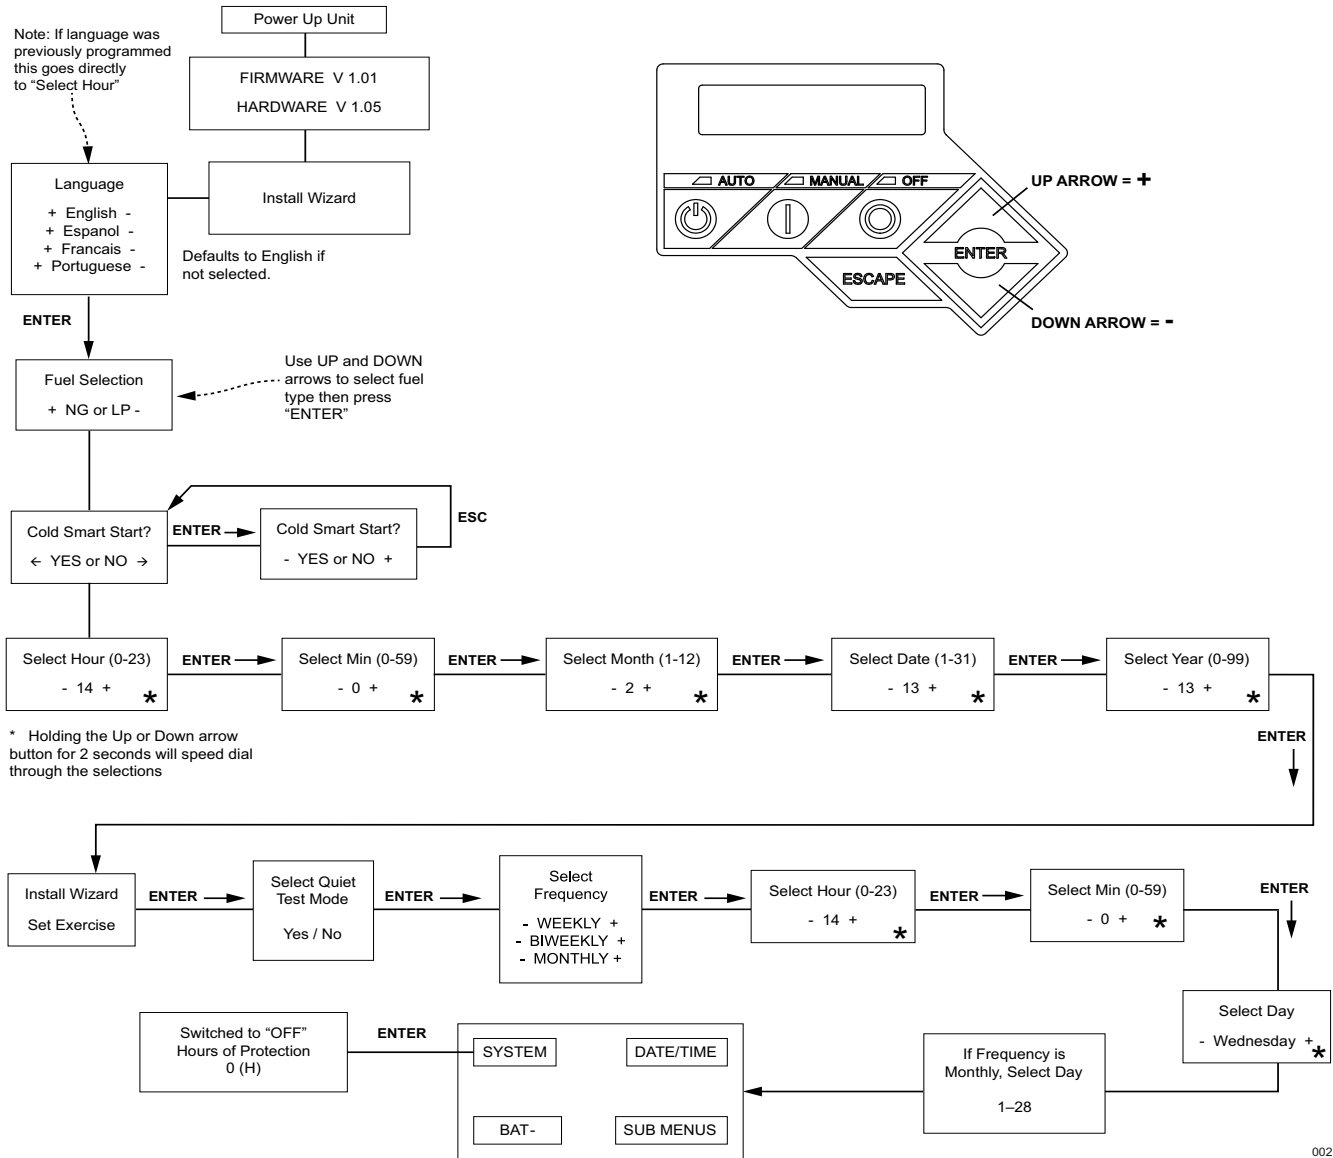 Note: If language was
previously programmed
this goes directly
to “Select Hour”
Power Up Unit
FIRMWARE V 1.01
HARDWARE V 1.05
Install Wizard
Language
+ English -
+ Espanol -
+ Francais -
+ Portuguese -
Defaults to English if
not selected.
AUTO
MANUAL
OFF
ENTER
ESCAPE
UP ARROW = +
DOWN ARROW = -
ENTER
Fuel Selection
+ NG or LP -
Use UP and DOWN
arrows to select fuel
type then press
“ENTER”
Cold Smart Start?
← YES or NO →
ENTER
Cold Smart Start?
- YES or NO +
ESC
Select Hour (0-23)
- 14 +
*
ENTER
Select Min (0-59)
- 0 +
*
ENTER
Select Month (1-12)
- 2 +
*
ENTER
Select Date (1-31)
- 13 +
*
ENTER
Select Year (0-99)
- 13 +
*
* Holding the Up or Down arrow
button for 2 seconds will speed dial
through the selections
ENTER
Install Wizard
Set Exercise
ENTER
Select Quiet
Test Mode
Yes / No
ENTER
Select
Frequency
- WEEKLY +
- BIWEEKLY +
- MONTHLY +
ENTER
Select Hour (0-23)
- 14 +
*
ENTER
Select Min (0-59)
- 0 +
*
ENTER
Select Day
- Wednesday +
*
If Frequency is
Monthly, Select Day
1–28
SYSTEM
DATE/TIME
BAT-
SUB MENUS
ENTER
Switched to “OFF”
Hours of Protection
0 (H)
002